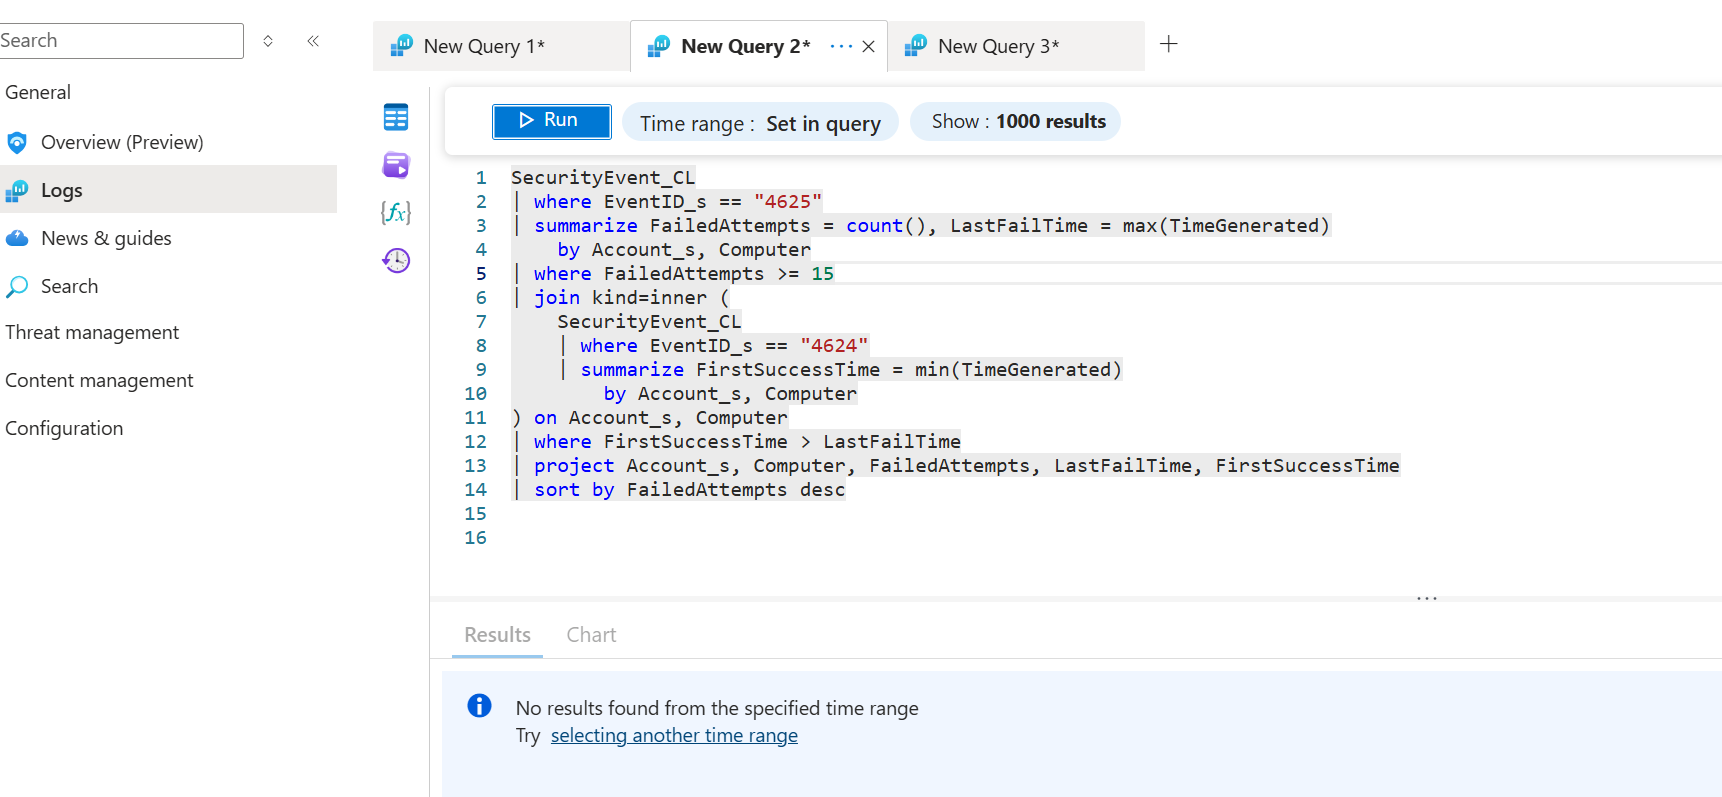 Search
General
Overview (Preview)
Logs
News & guides
Search
Threat management
Content management
Configuration
New Query 1*
New Query 2* ···
New Query 3*
Run
Time range : Set in query
Show : 1000 results
1 SecurityEvent_CL
2 | where EventID_s == "4625"
3 | summarize FailedAttempts = count(), LastFailTime = max(TimeGenerated)
4     by Account_s, Computer
5 | where FailedAttempts >= 15
6 | join kind=inner (
7     SecurityEvent_CL
8     | where EventID_s == "4624"
9     | summarize FirstSuccessTime = min(TimeGenerated)
10         by Account_s, Computer
11 ) on Account_s, Computer
12 | where FirstSuccessTime > LastFailTime
13 | project Account_s, Computer, FailedAttempts, LastFailTime, FirstSuccessTime
14 | sort by FailedAttempts desc
15
16
Results
Chart
No results found from the specified time range
Try selecting another time range